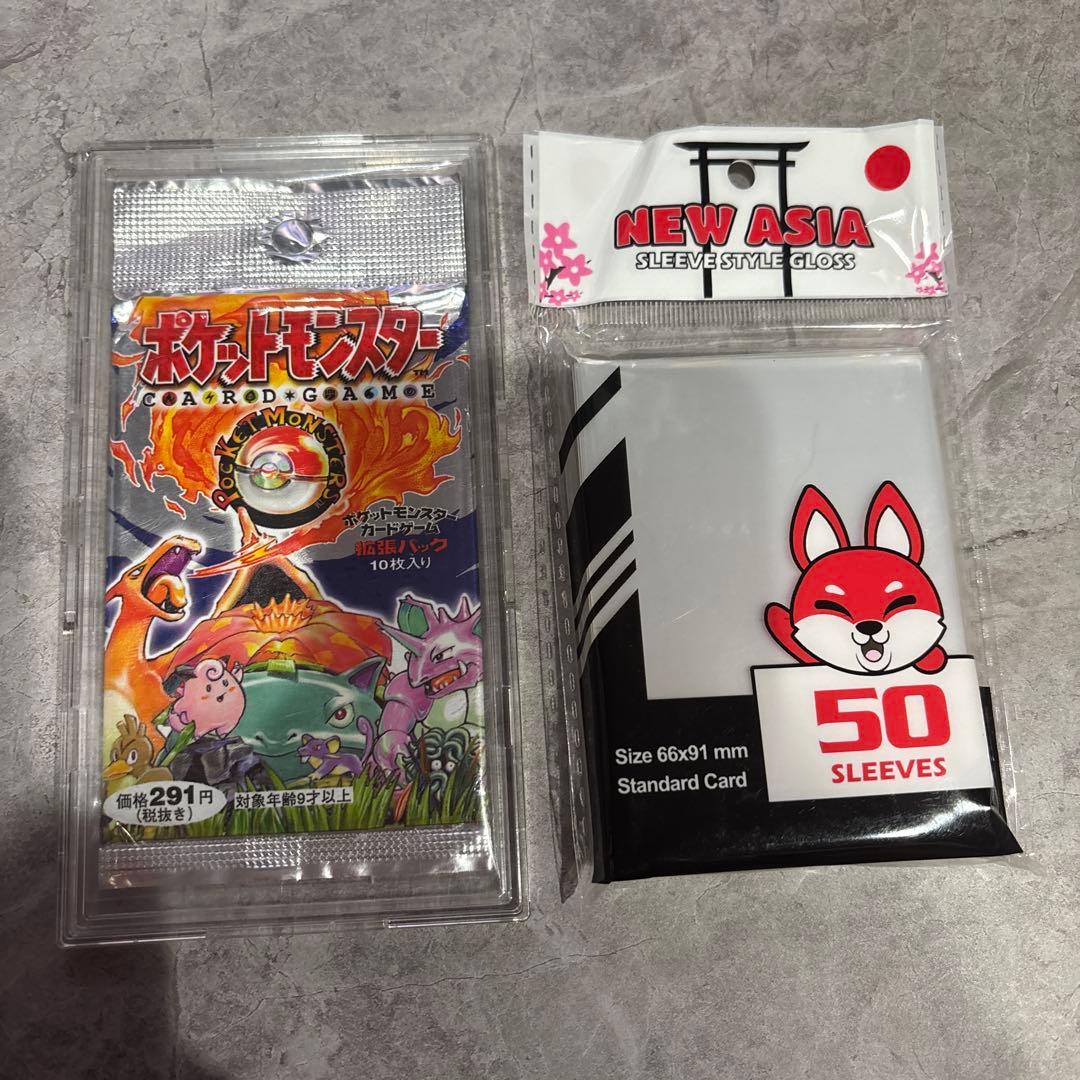 ポケットモンスター
TM
CARD*GAME
POCKET MONSTERS
ポケットモンスター
カードゲーム
拡張パック
10枚入り
価格291円
(税抜き)
対象年齢9才以上
NEW ASIA
SLEEVE STYLE GLOSS
Size 66x91 mm
Standard Card
50
SLEEVES